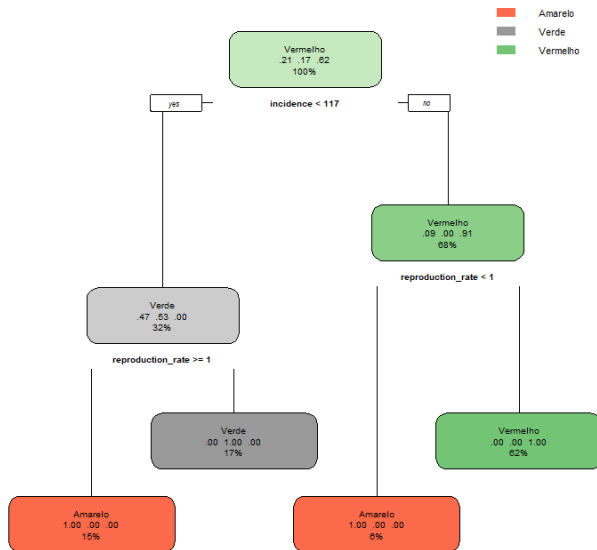 Amarelo
Verde
Vermelho
Vermelho
.21 .17 .62
100%
yes
incidence < 117
no
Vermelho
.09 .00 .91
68%
reproduction_rate < 1
Verde
.47 .53 .00
32%
reproduction_rate >= 1
Verde
.00 1.00 .00
17%
Vermelho
.00 .00 1.00
62%
Amarelo
1.00 .00 .00
15%
Amarelo
1.00 .00 .00
6%